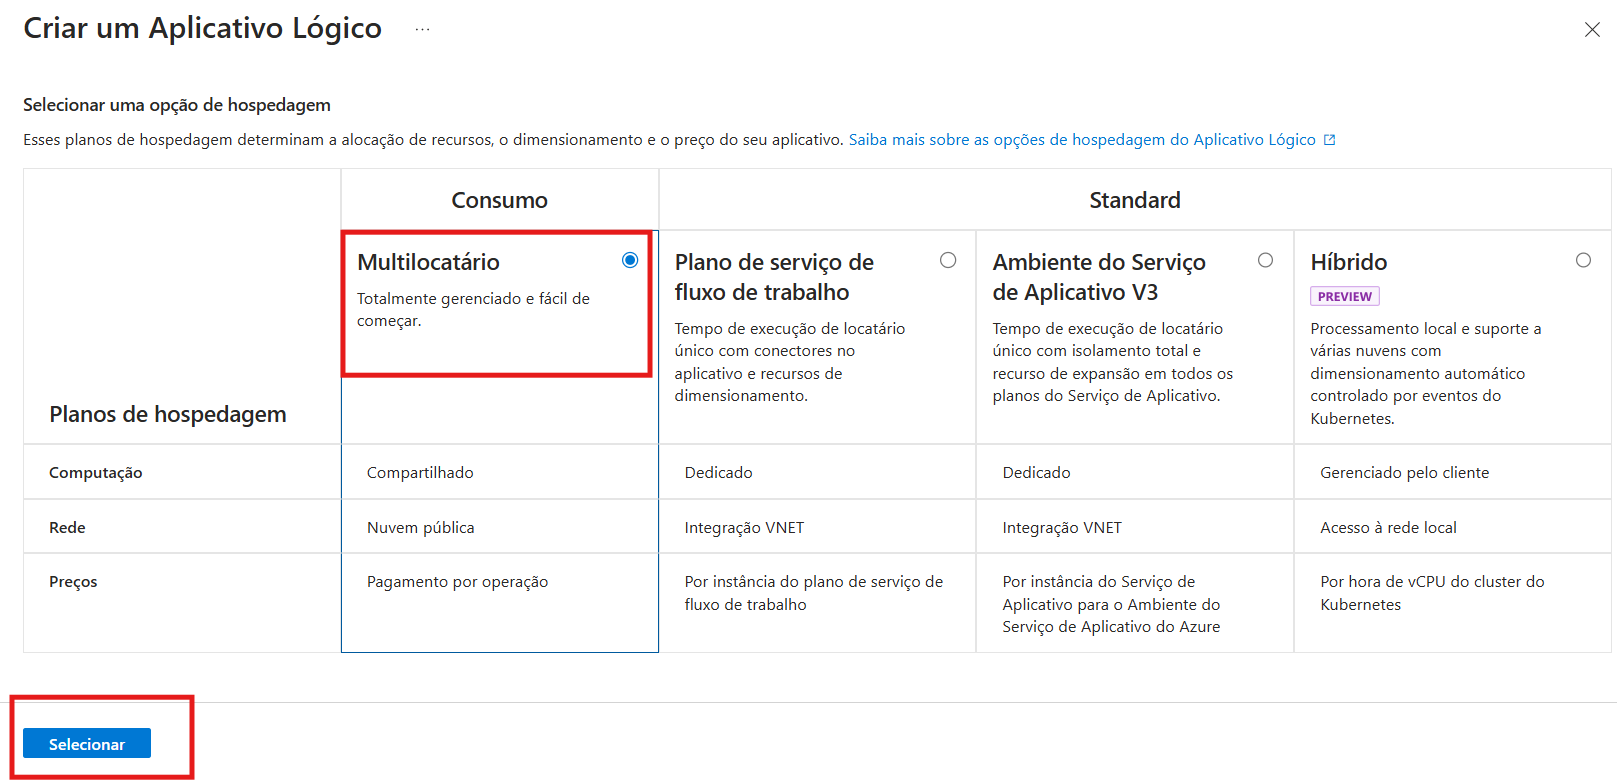 Criar um Aplicativo Lógico ...
Selecionar uma opção de hospedagem
Esses planos de hospedagem determinam a alocação de recursos, o dimensionamento e o preço do seu aplicativo. Saiba mais sobre as opções de hospedagem do Aplicativo Lógico
Consumo
Standard
Planos de hospedagem
Multilocatário
Totalmente gerenciado e fácil de
começar.
Plano de serviço de
fluxo de trabalho
Tempo de execução de locatário
único com conectores no
aplicativo e recursos de
dimensionamento.
Ambiente do Serviço
de Aplicativo V3
Tempo de execução de locatário
único com isolamento total e
recurso de expansão em todos os
planos do Serviço de Aplicativo.
Híbrido
PREVIEW
Processamento local e suporte a
várias nuvens com
dimensionamento automático
controlado por eventos do
Kubernetes.
Computação
Compartilhado
Dedicado
Dedicado
Gerenciado pelo cliente
Rede
Nuvem pública
Integração VNET
Integração VNET
Acesso à rede local
Preços
Pagamento por operação
Por instância do plano de serviço de
fluxo de trabalho
Por instância do Serviço de
Aplicativo para o Ambiente do
Serviço de Aplicativo do Azure
Por hora de vCPU do cluster do
Kubernetes
Selecionar